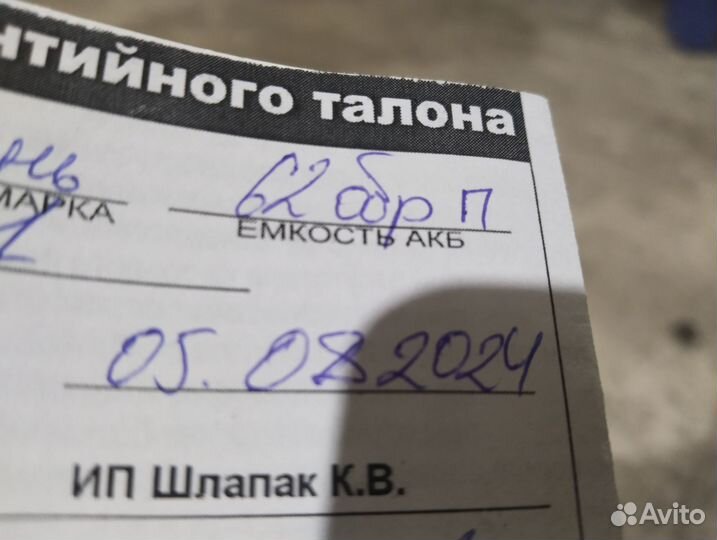 нтийного талона
62 обр п
МАРКА ЕМКОСТЬ АКБ
05.08 2024
ИП Шлапак К.В.
Avito